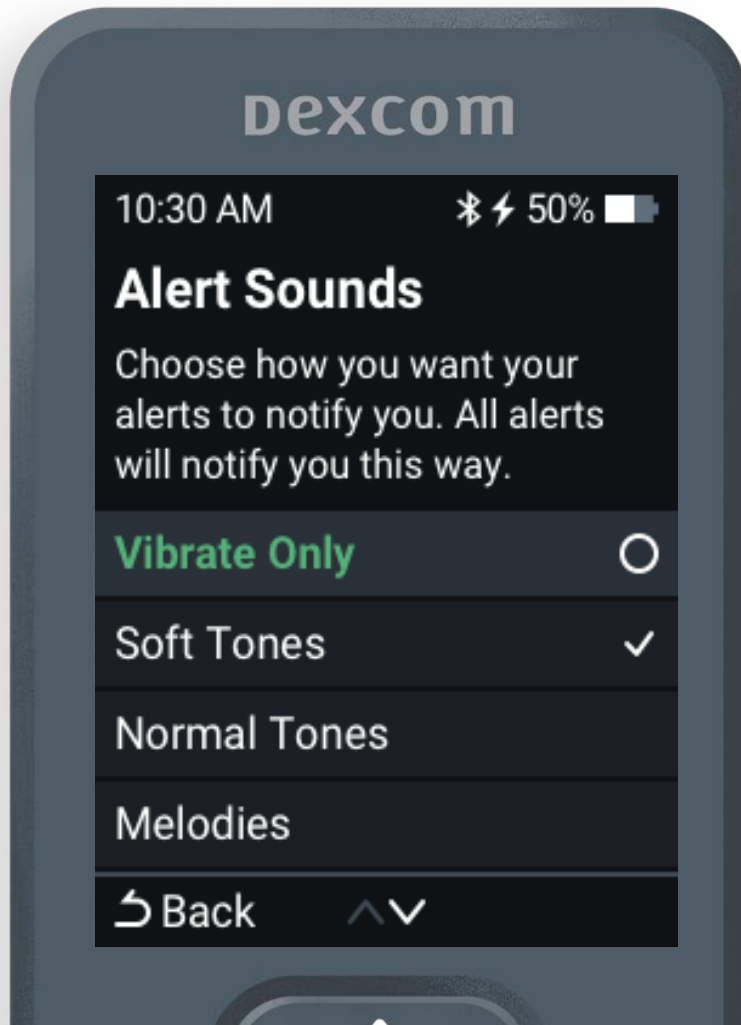 Dexcom
10:30 AM 50%
Alert Sounds
Choose how you want your
alerts to notify you. All alerts
will notify you this way.
Vibrate Only
Soft Tones
Normal Tones
Melodies
Back